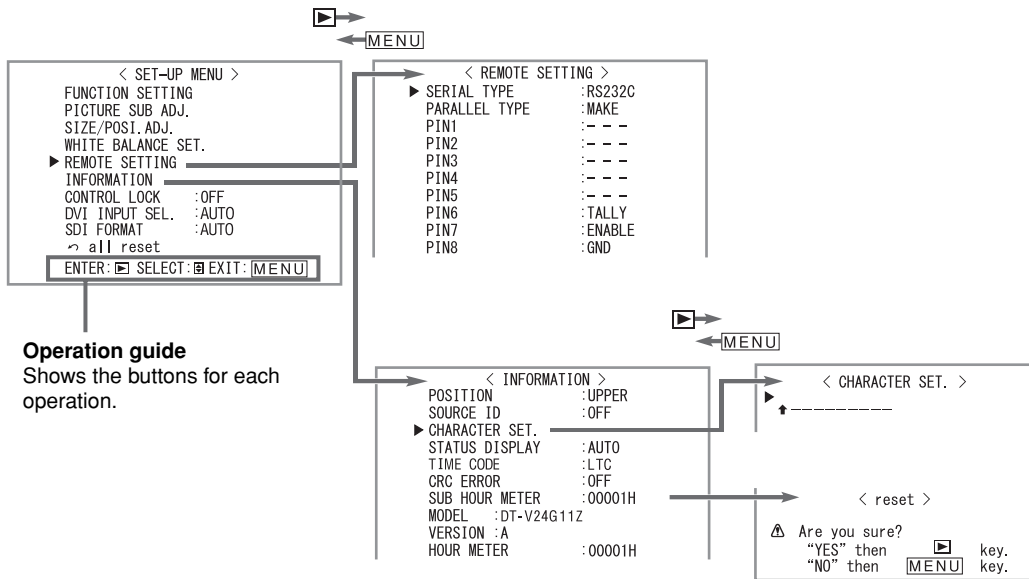 ▶ →
← MENU
< SET-UP MENU >
FUNCTION SETTING
PICTURE SUB ADJ.
SIZE/POSI.ADJ.
WHITE BALANCE SET.
▶ REMOTE SETTING
INFORMATION
CONTROL LOCK :OFF
DVI INPUT SEL. :AUTO
SDI FORMAT :AUTO
↶ all reset
ENTER: ▶ SELECT: ⬍ EXIT: MENU
< REMOTE SETTING >
▶ SERIAL TYPE :RS232C
PARALLEL TYPE :MAKE
PIN1 :- - -
PIN2 :- - -
PIN3 :- - -
PIN4 :- - -
PIN5 :- - -
PIN6 :TALLY
PIN7 :ENABLE
PIN8 :GND
Operation guide
Shows the buttons for each
operation.
▶ →
← MENU
< INFORMATION >
POSITION :UPPER
SOURCE ID :OFF
▶ CHARACTER SET.
STATUS DISPLAY :AUTO
TIME CODE :LTC
CRC ERROR :OFF
SUB HOUR METER :00001H
MODEL :DT-V24G11Z
VERSION :A
HOUR METER :00001H
< CHARACTER SET. >
▶
↑----------
< reset >
⚠ Are you sure?
“YES” then ▶ key.
“NO” then MENU key.